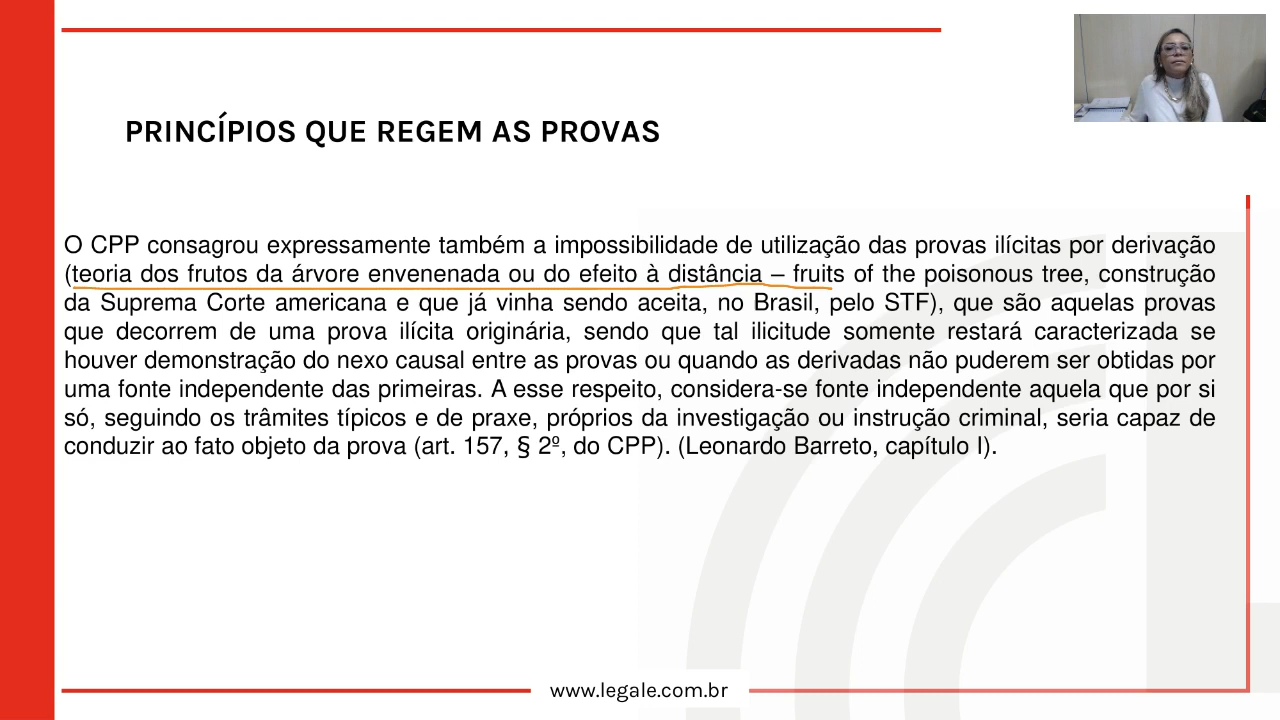 PRINCÍPIOS QUE REGEM AS PROVAS
O CPP consagrou expressamente também a impossibilidade de utilização das provas ilícitas por derivação
(teoria dos frutos da árvore envenenada ou do efeito à distância – fruits of the poisonous tree, construção
da Suprema Corte americana e que já vinha sendo aceita, no Brasil, pelo STF), que são aquelas provas
que decorrem de uma prova ilícita originária, sendo que tal ilicitude somente restará caracterizada se
houver demonstração do nexo causal entre as provas ou quando as derivadas não puderem ser obtidas por
uma fonte independente das primeiras. A esse respeito, considera-se fonte independente aquela que por si
só, seguindo os trâmites típicos e de praxe, próprios da investigação ou instrução criminal, seria capaz de
conduzir ao fato objeto da prova (art. 157, § 2º, do CPP). (Leonardo Barreto, capítulo I).
www.legale.com.br